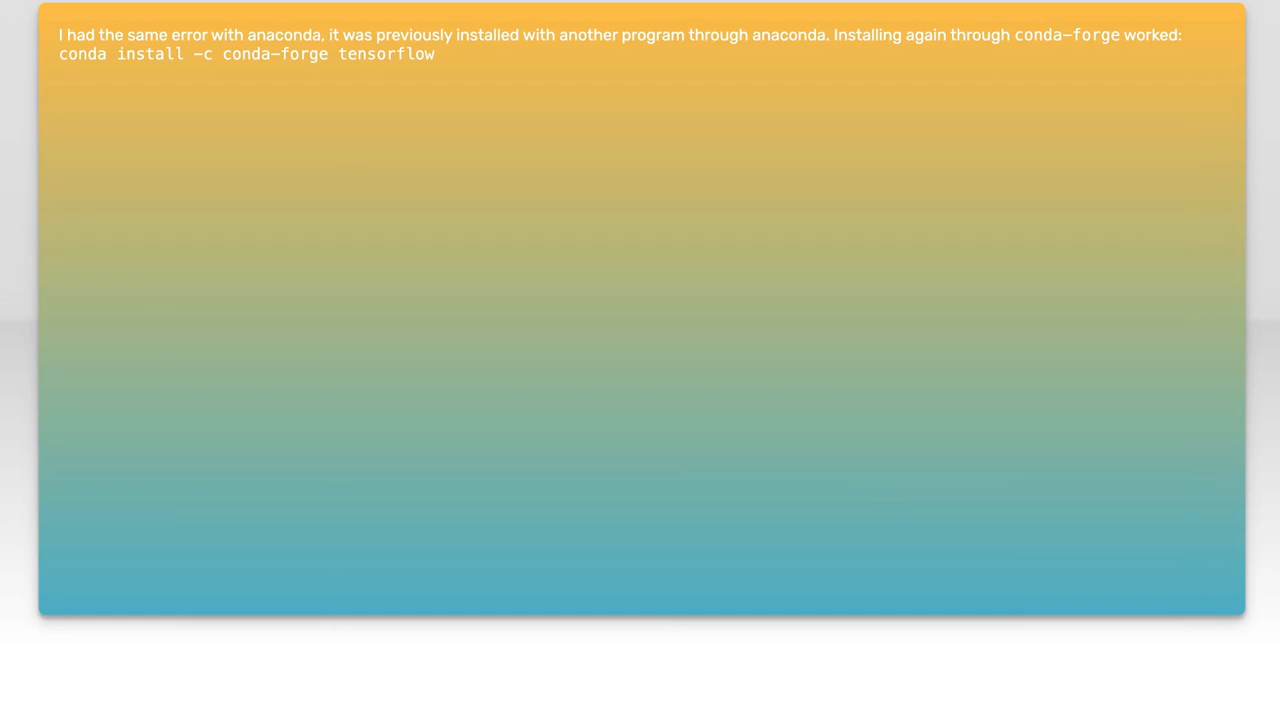 I had the same error with anaconda, it was previously installed with another program through anaconda. Installing again through conda-forge worked:
conda install -c conda-forge tensorflow